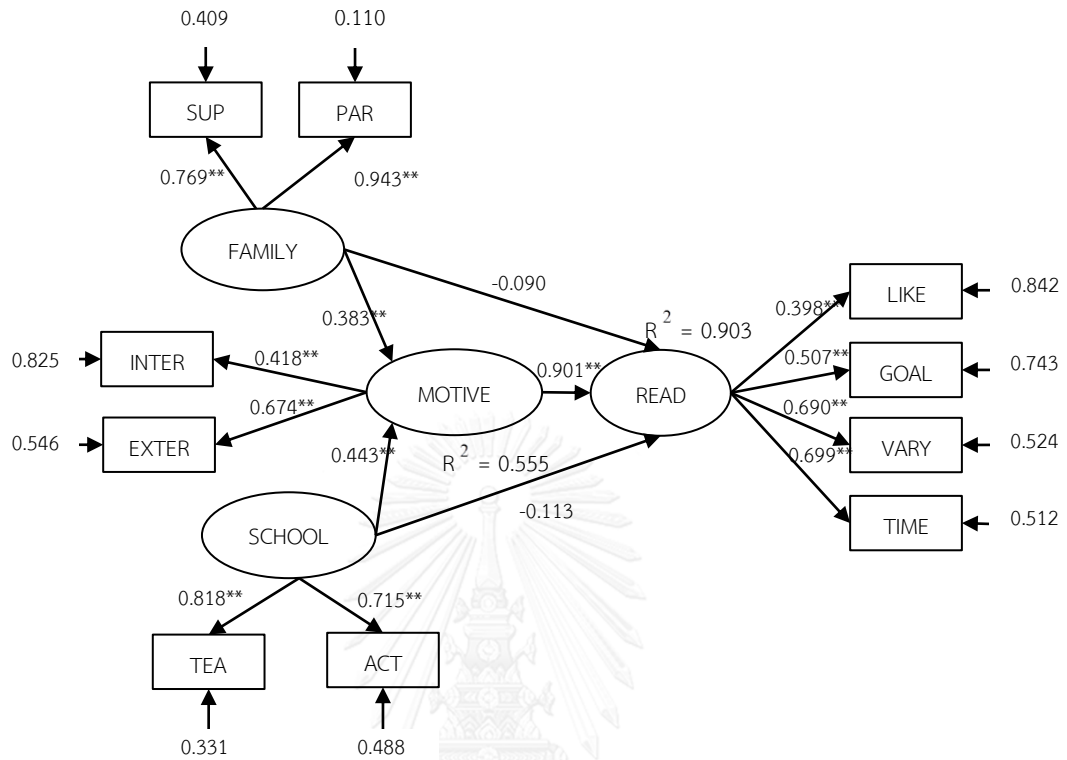 0.409 0.110
SUP PAR
0.769** 0.943**
FAMILY
-0.090
0.383**
R² = 0.903
0.398**
LIKE 0.842
0.825 INTER 0.418**
0.507**
GOAL 0.743
MOTIVE 0.901** READ
0.674**
0.690**
0.546 EXTER
VARY 0.524
0.443**
R² = 0.555
0.699**
-0.113
TIME 0.512
SCHOOL
0.818** 0.715**
TEA ACT
0.331 0.488